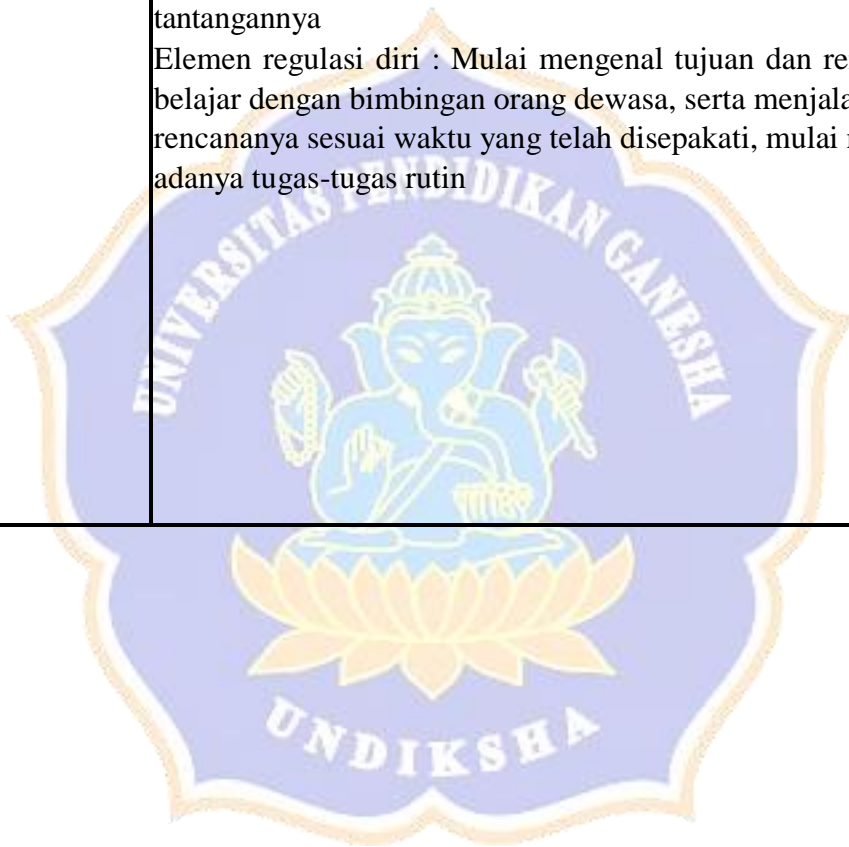 tantangannya
Elemen regulasi diri : Mulai mengenal tujuan dan re
belajar dengan bimbingan orang dewasa, serta menjala
rencananya sesuai waktu yang telah disepakati, mulai
adanya tugas-tugas rutin
UNIVERSITAS PENDIDIKAN GANESHA
UNDIKSHA